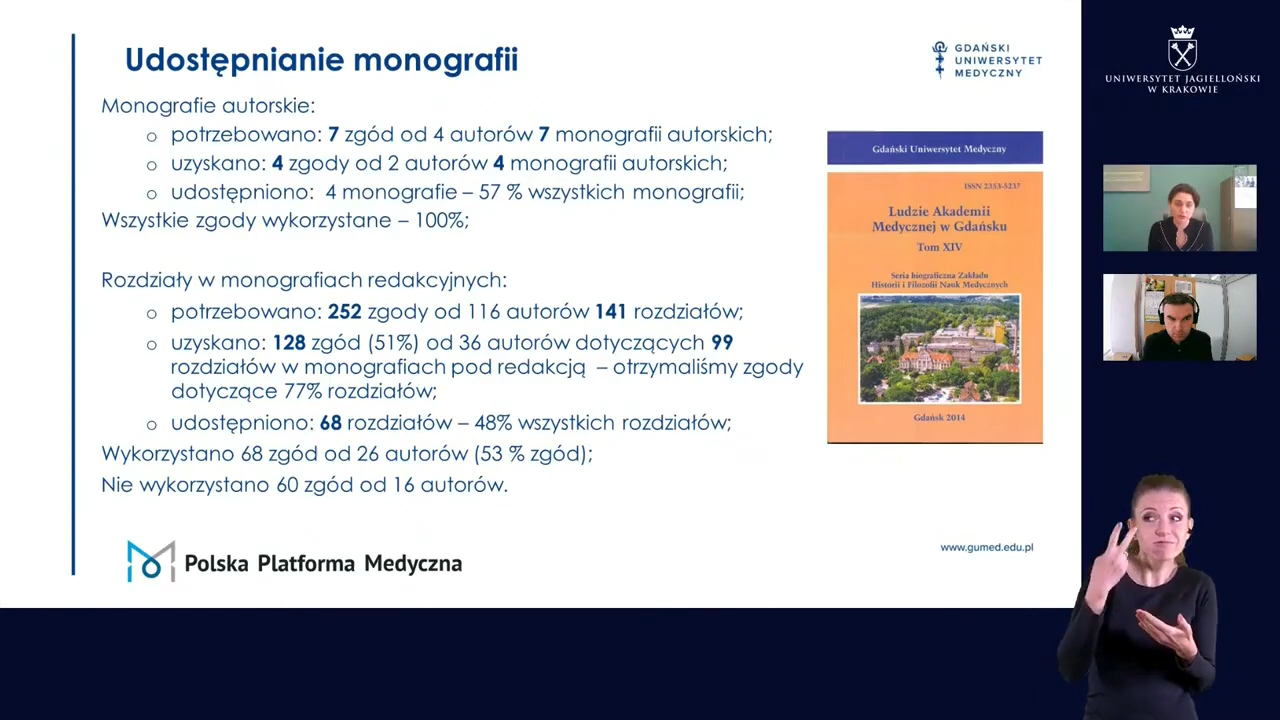 Udostępnianie monografii
GDAŃSKI
UNIWERSYTET
MEDYCZNY
Monografie autorskie:
o potrzebowano: 7 zgód od 4 autorów 7 monografii autorskich;
o uzyskano: 4 zgody od 2 autorów 4 monografii autorskich;
o udostępniono: 4 monografie – 57 % wszystkich monografii;
Wszystkie zgody wykorzystane – 100%;
Rozdziały w monografiach redakcyjnych:
o potrzebowano: 252 zgody od 116 autorów 141 rozdziałów;
o uzyskano: 128 zgód (51%) od 36 autorów dotyczących 99
rozdziałów w monografiach pod redakcją – otrzymaliśmy zgody
dotyczące 77% rozdziałów;
o udostępniono: 68 rozdziałów – 48% wszystkich rozdziałów;
Wykorzystano 68 zgód od 26 autorów (53 % zgód);
Nie wykorzystano 60 zgód od 16 autorów.
Gdański Uniwersytet Medyczny
ISSN 2353-5237
Ludzie Akademii
Medycznej w Gdańsku
Tom XIV
Seria biograficzna Zakładu
Historii i Filozofii Nauk Medycznych
Gdańsk 2014
Polska Platforma Medyczna
www.gumed.edu.pl
UNIWERSYTET JAGIELLOŃSKI
W KRAKOWIE